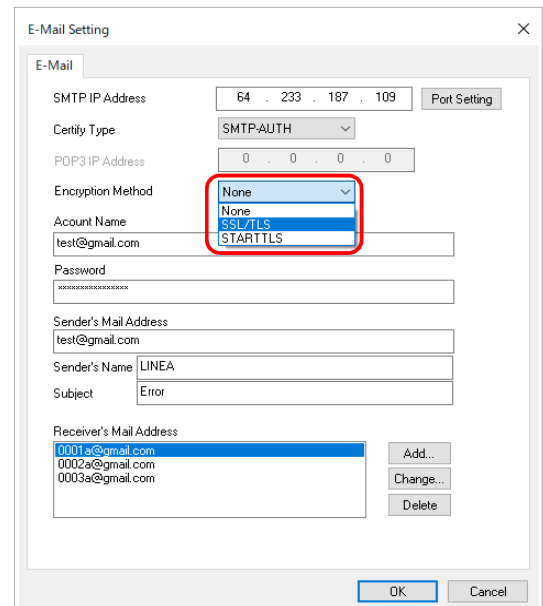 E-Mail Setting
E-Mail
SMTP IP Address 64 . 233 . 187 . 109 Port Setting
Certify Type SMTP-AUTH
POP3 IP Address 0 . 0 . 0 . 0
Encryption Method None
None
SSL/TLS
STARTTLS
Acount Name
test@gmail.com
Password
****************
Sender's Mail Address
test@gmail.com
Sender's Name LINEA
Subject Error
Receiver's Mail Address
0001a@gmail.com
0002a@gmail.com
0003a@gmail.com
Add...
Change...
Delete
OK Cancel